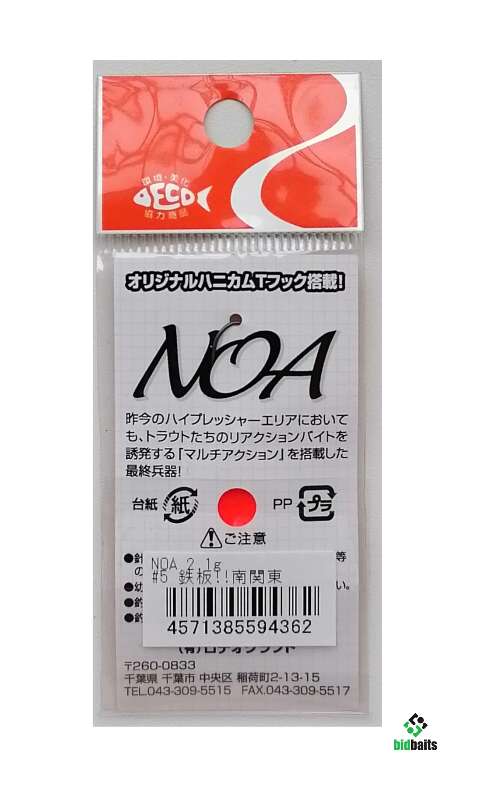 環境・美化
ECO
協力商品
オリジナルハニカムTフック搭載!
NOA
昨今のハイプレッシャーエリアにおいて
も、トラウトたちのリアクションバイトを
誘発する「マルチアクション」を搭載した
最終兵器!
台紙 紙 PP プラ
ご注意
NOA 2.1g
#5 鉄板!!南関東
4571385594362
〒260-0833
千葉県 千葉市 中央区 稲荷町2-13-15
TEL.043-309-5515 FAX.043-309-5517
bidbaits